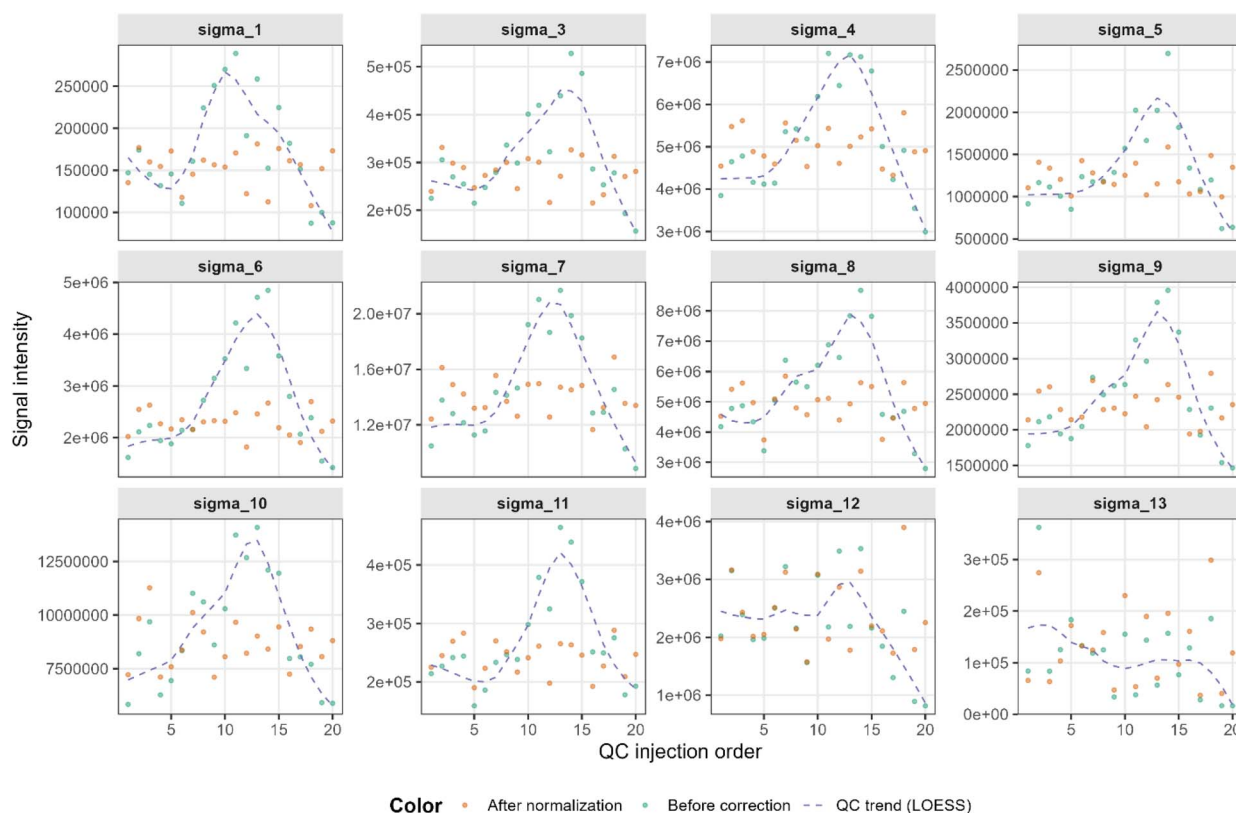 sigma_1
sigma_3
sigma_4
sigma_5
250000
200000
150000
100000
5e+05
4e+05
3e+05
2e+05
7e+06
6e+06
5e+06
4e+06
3e+06
2500000
2000000
1500000
1000000
500000
sigma_6
sigma_7
sigma_8
sigma_9
5e+06
4e+06
3e+06
2e+06
2.0e+07
1.6e+07
1.2e+07
8e+06
7e+06
6e+06
5e+06
4e+06
3e+06
4000000
3500000
3000000
2500000
2000000
1500000
Signal intensity
sigma_10
sigma_11
sigma_12
sigma_13
12500000
10000000
7500000
4e+05
3e+05
2e+05
4e+06
3e+06
2e+06
1e+06
3e+05
2e+05
1e+05
0e+00
5 10 15 20
5 10 15 20
5 10 15 20
5 10 15 20
QC injection order
Color After normalization Before correction QC trend (LOESS)